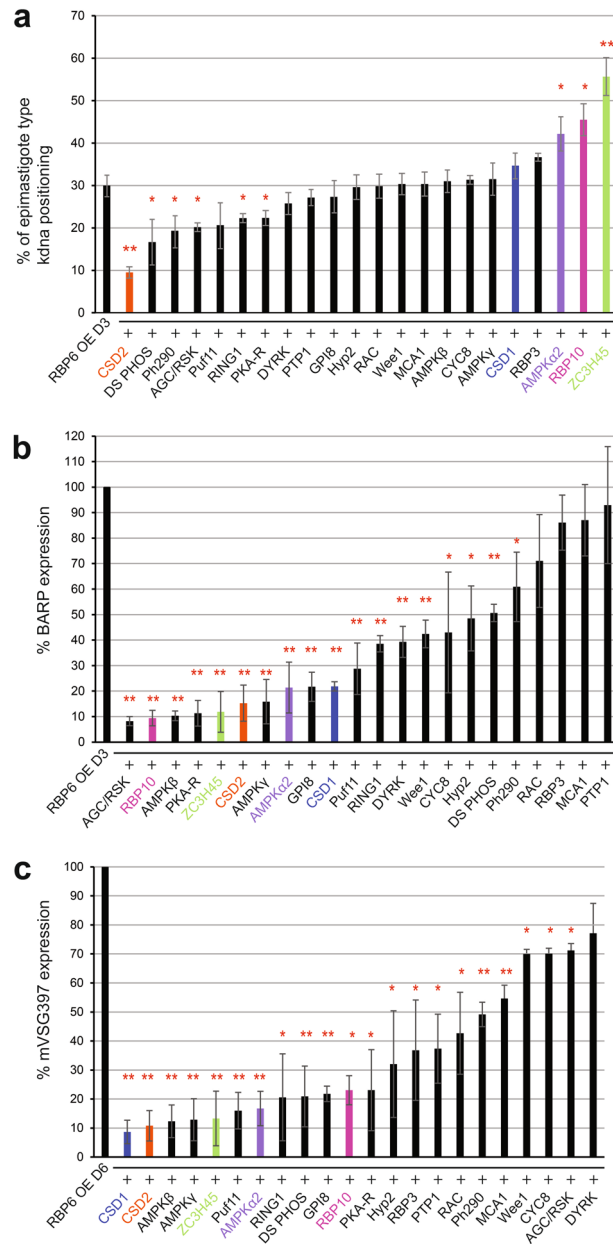 a
% of epimastigote type
kdna positioning
70
60
50
40
30
20
10
0
** * * * * * * * **
RBP6 OE D3
+ + + + + + + + + + + + + + + + + + + + + +
CSD2 DS PHOS Ph290 AGC/RSK Puf11 RING1 PKA-R DYRK PTP1 GPI8 Hyp2 RAC Wee1 MCA1 AMPKβ CYC8 AMPKγ CSD1 RBP3 AMPKα2 RBP10 ZC3H45
b
% BARP expression
120
110
100
90
80
70
60
50
40
30
20
10
0
** ** ** ** ** ** ** ** ** ** ** ** ** ** * * ** *
RBP6 OE D3
+ + + + + + + + + + + + + + + + + + + + + +
AGC/RSK RBP10 AMPKβ PKA-R ZC3H45 CSD2 AMPKγ AMPKα2 GPI8 CSD1 Puf11 RING1 DYRK Wee1 CYC8 Hyp2 DS PHOS Ph290 RAC RBP3 MCA1 PTP1
c
% mVSG397 expression
100
90
80
70
60
50
40
30
20
10
0
** ** ** ** ** ** ** * ** ** * * * * * * ** ** * * *
RBP6 OE D6
+ + + + + + + + + + + + + + + + + + + + + +
CSD1 CSD2 AMPKβ AMPKγ ZC3H45 Puf11 AMPKα2 RING1 DS PHOS GPI8 RBP10 PKA-R Hyp2 RBP3 PTP1 RAC Ph290 MCA1 Wee1 CYC8 AGC/RSK DYRK